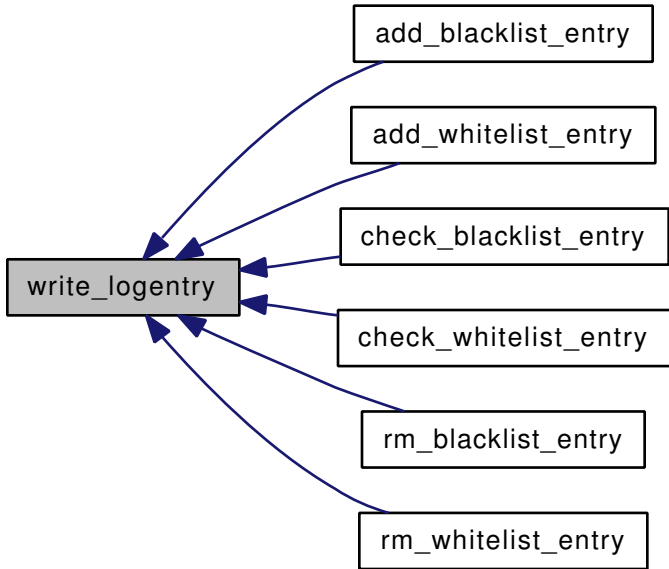 add_blacklist_entry
add_whitelist_entry
check_blacklist_entry
write_logentry
check_whitelist_entry
rm_blacklist_entry
rm_whitelist_entry